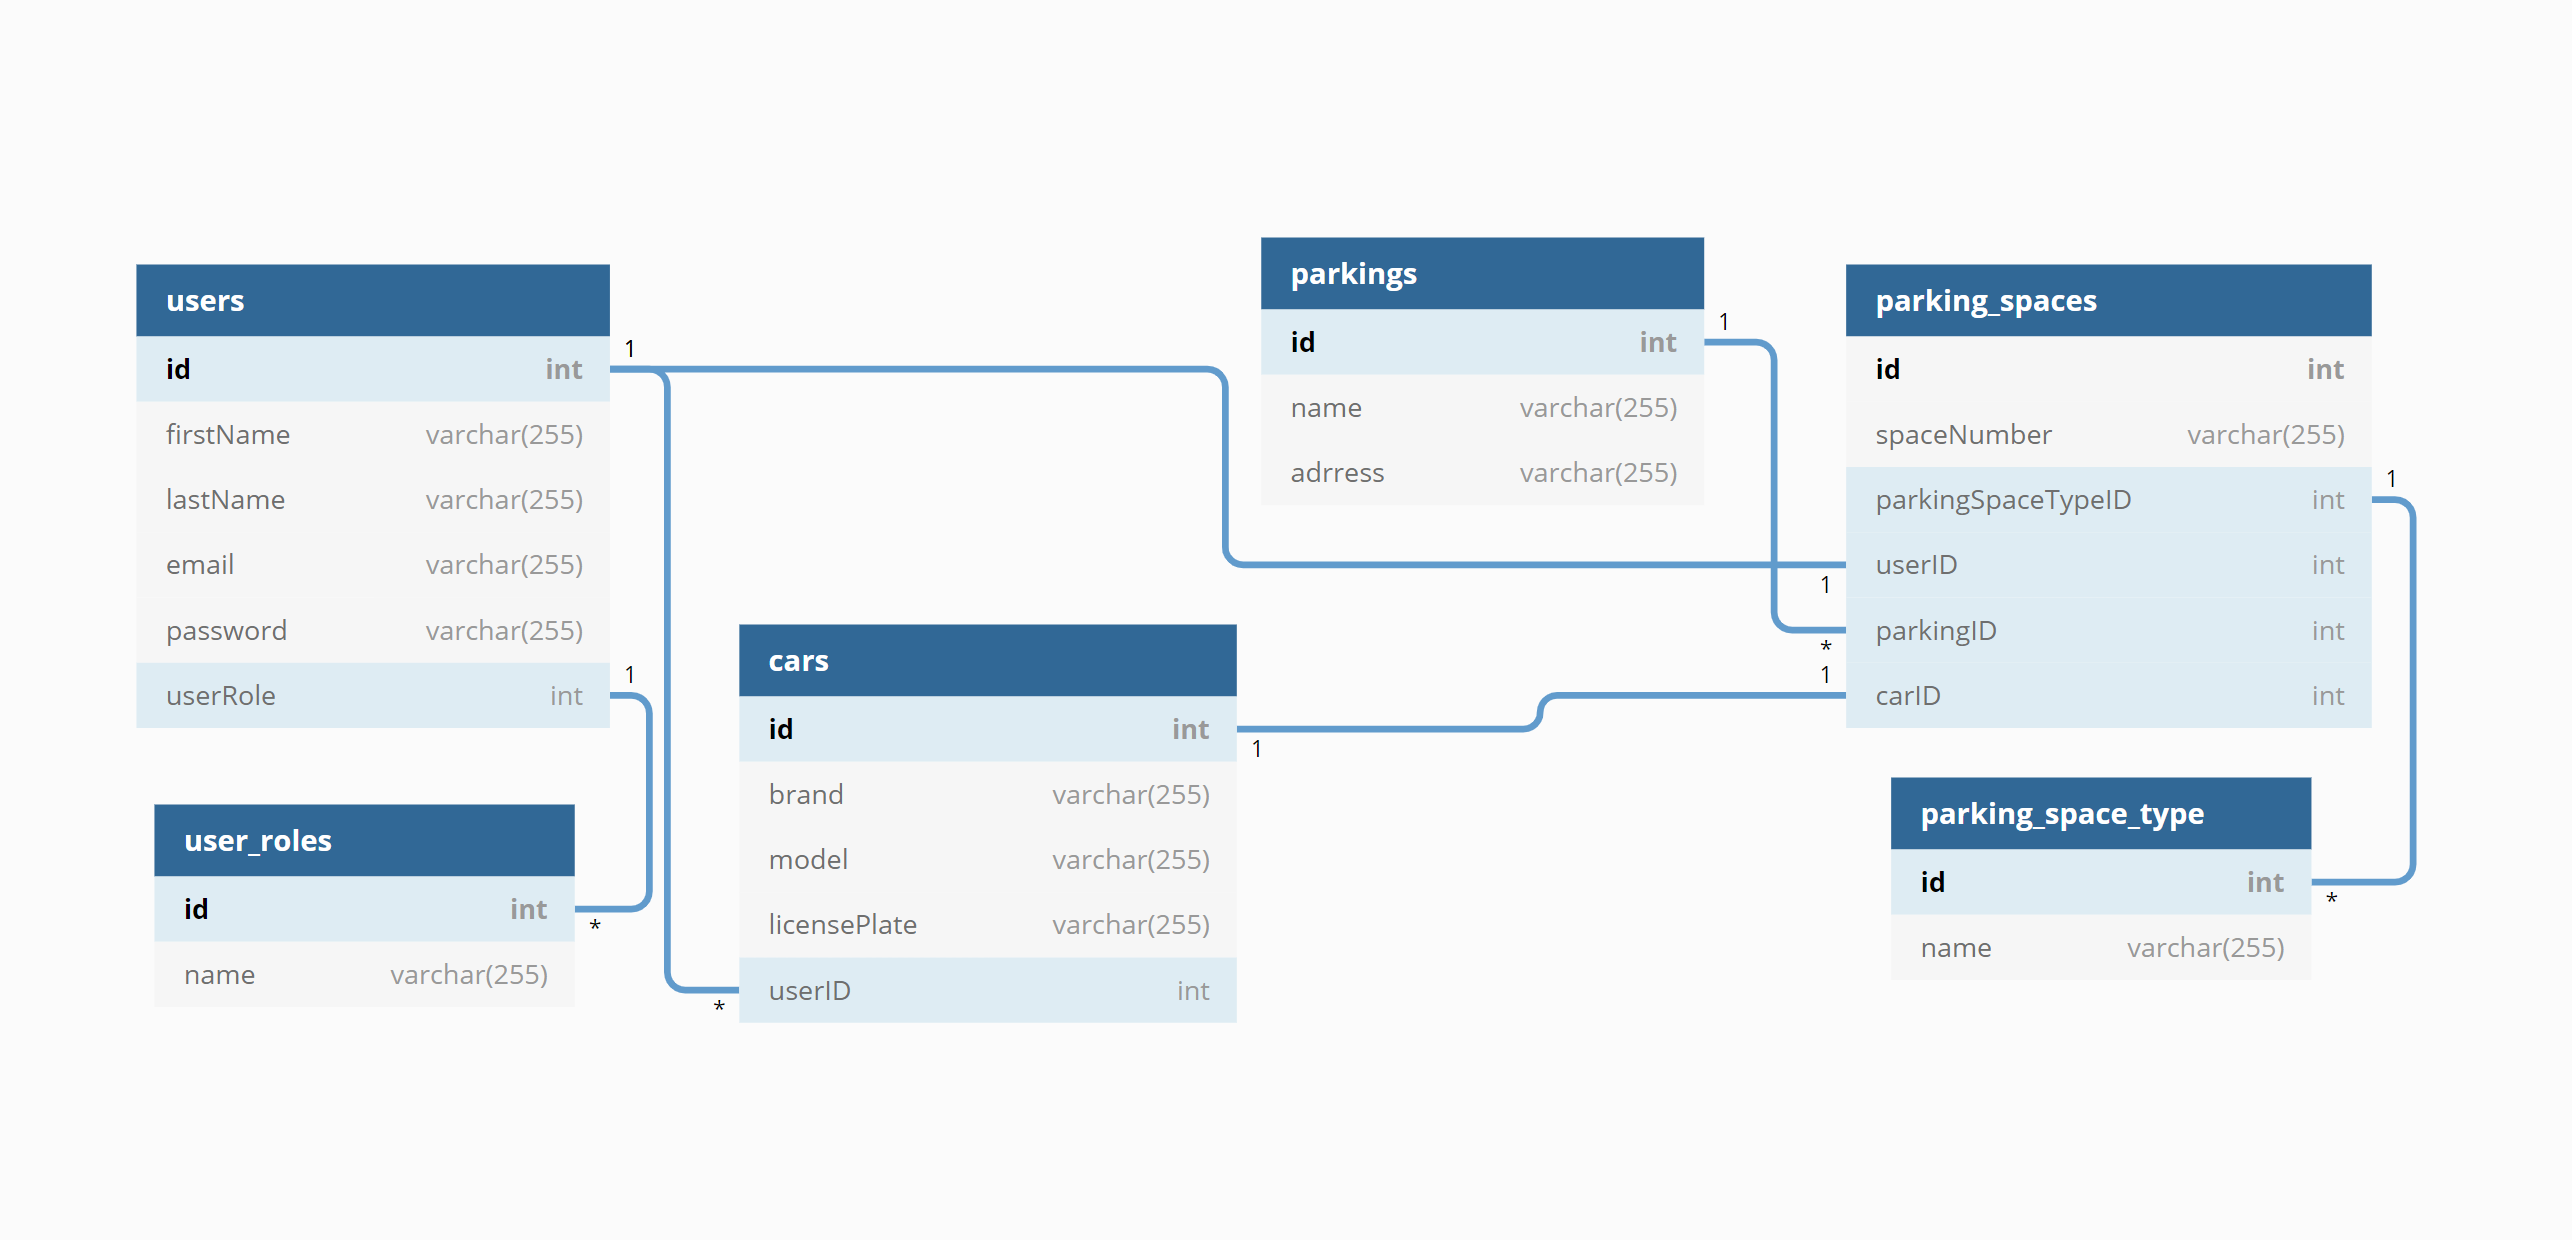 users
id int
firstName varchar(255)
lastName varchar(255)
email varchar(255)
password varchar(255)
userRole int
1
1
user_roles
id int
name varchar(255)
*
cars
id int
brand varchar(255)
model varchar(255)
licensePlate varchar(255)
userID int
1
*
parkings
id int
name varchar(255)
adrress varchar(255)
1
parking_spaces
id int
spaceNumber varchar(255)
parkingSpaceTypeID int
userID int
parkingID int
carID int
1
1
*
1
parking_space_type
id int
name varchar(255)
*